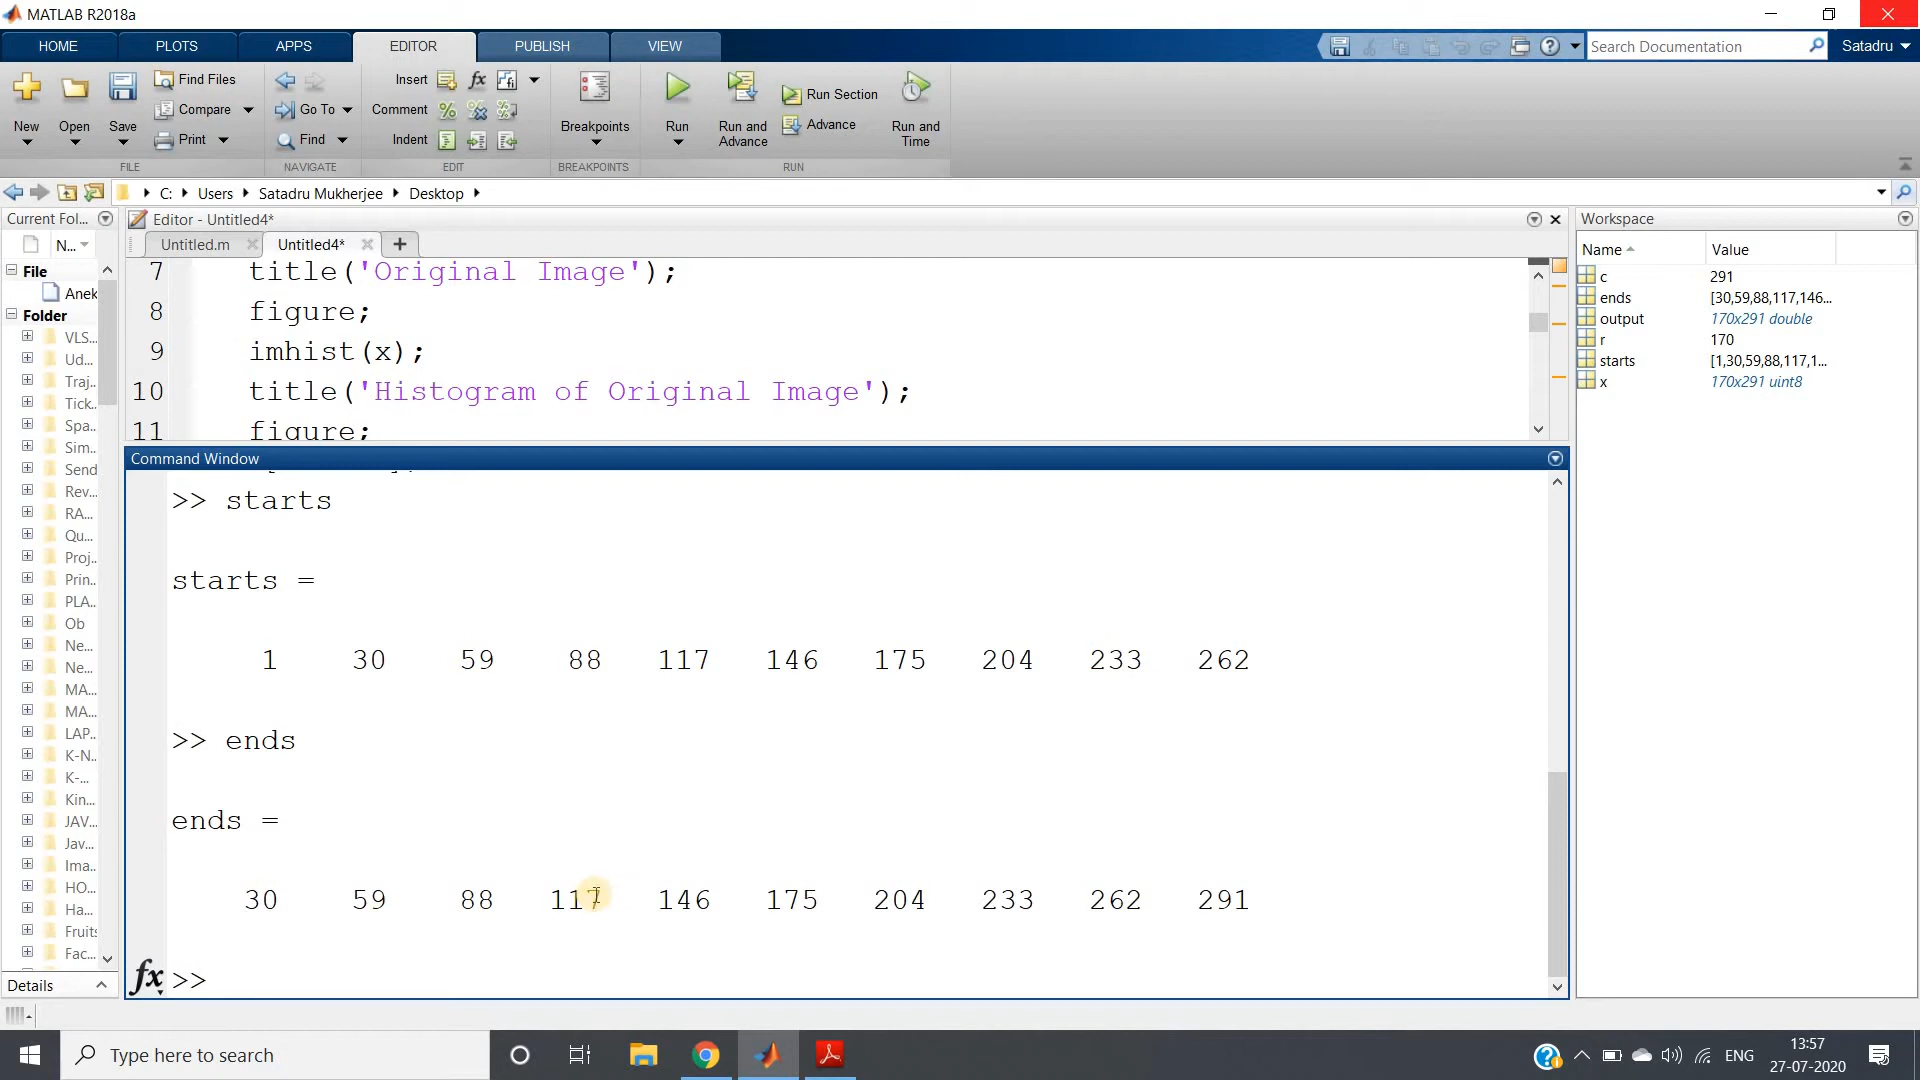 MATLAB R2018a
HOME PLOTS APPS EDITOR PUBLISH VIEW Search Documentation Satadru
New Open Save Find Files Compare Print Go To Find Insert Comment Indent Breakpoints Run Run and Advance Run Section Advance Run and Time
FILE NAVIGATE EDIT BREAKPOINTS RUN
C: Users Satadru Mukherjee Desktop
Current Fol...
Editor - Untitled4*
Workspace
Untitled.m Untitled4*
N...
Name Value
File
Anek
Folder
VLS...
Ud...
Traj...
Tick..
Spa..
Sim..
Send
Rev...
RA...
Qu...
Proj...
Prin..
PLA...
Ob
Ne...
Ne...
MA...
MA...
LAP...
K-N...
K-...
Kin...
JAV...
Jav...
Ima...
HO...
Ha...
Fruits
Fac...
Details
7 title('Original Image');
8 figure;
9 imhist(x);
10 title('Histogram of Original Image');
11 figure;
c 291
ends [30,59,88,117,146...
output 170x291 double
r 170
starts [1,30,59,88,117,1...
x 170x291 uint8
Command Window
>> starts
starts =
1 30 59 88 117 146 175 204 233 262
>> ends
ends =
30 59 88 117 146 175 204 233 262 291
fx >>
Type here to search
ENG
13:57
27-07-2020